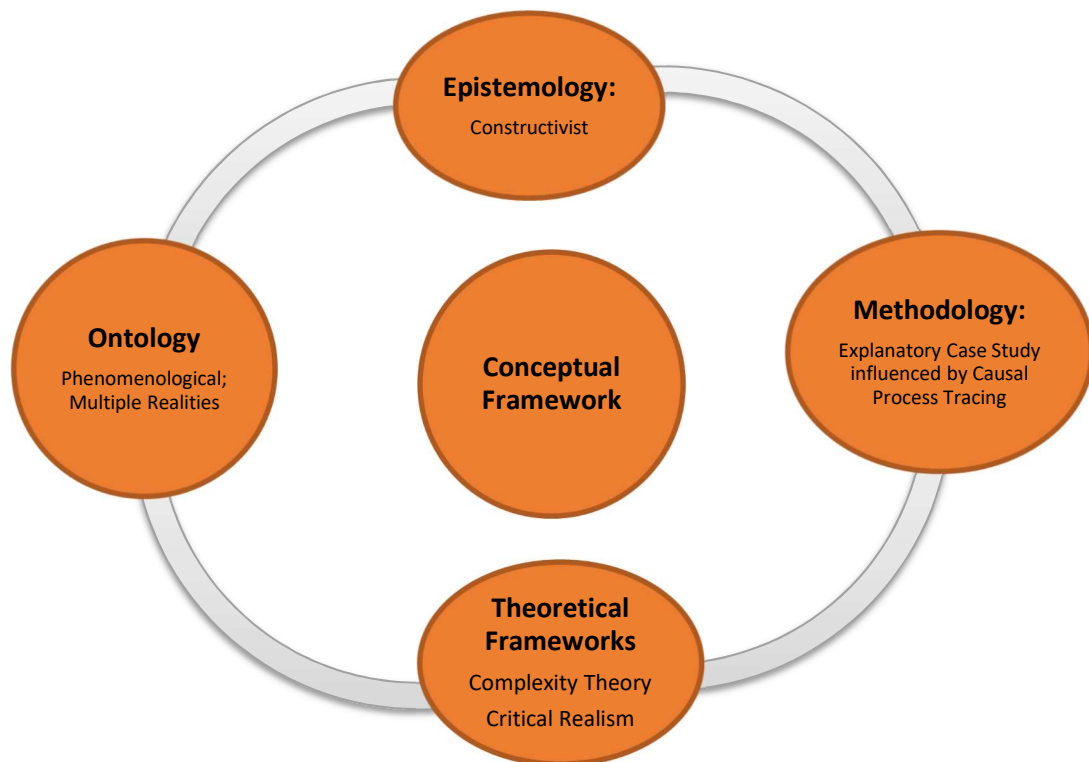 Epistemology:
Constructivist
Ontology
Phenomenological;
Multiple Realities
Conceptual
Framework
Methodology:
Explanatory Case Study
influenced by Causal
Process Tracing
Theoretical
Frameworks
Complexity Theory
Critical Realism